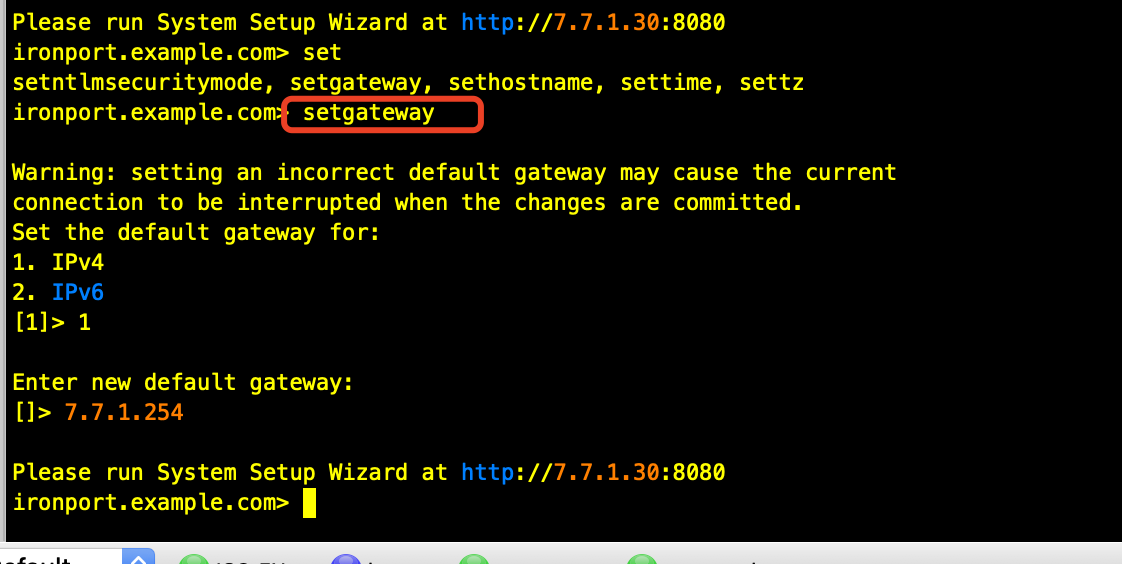 Please run System Setup Wizard at http://7.7.1.30:8080
ironport.example.com> set
setntlmsecuritymode, setgateway, sethostname, settime, settz
ironport.example.com> setgateway
Warning: setting an incorrect default gateway may cause the current
connection to be interrupted when the changes are committed.
Set the default gateway for:
1. IPv4
2. IPv6
[1]> 1
Enter new default gateway:
[]> 7.7.1.254
Please run System Setup Wizard at http://7.7.1.30:8080
ironport.example.com>